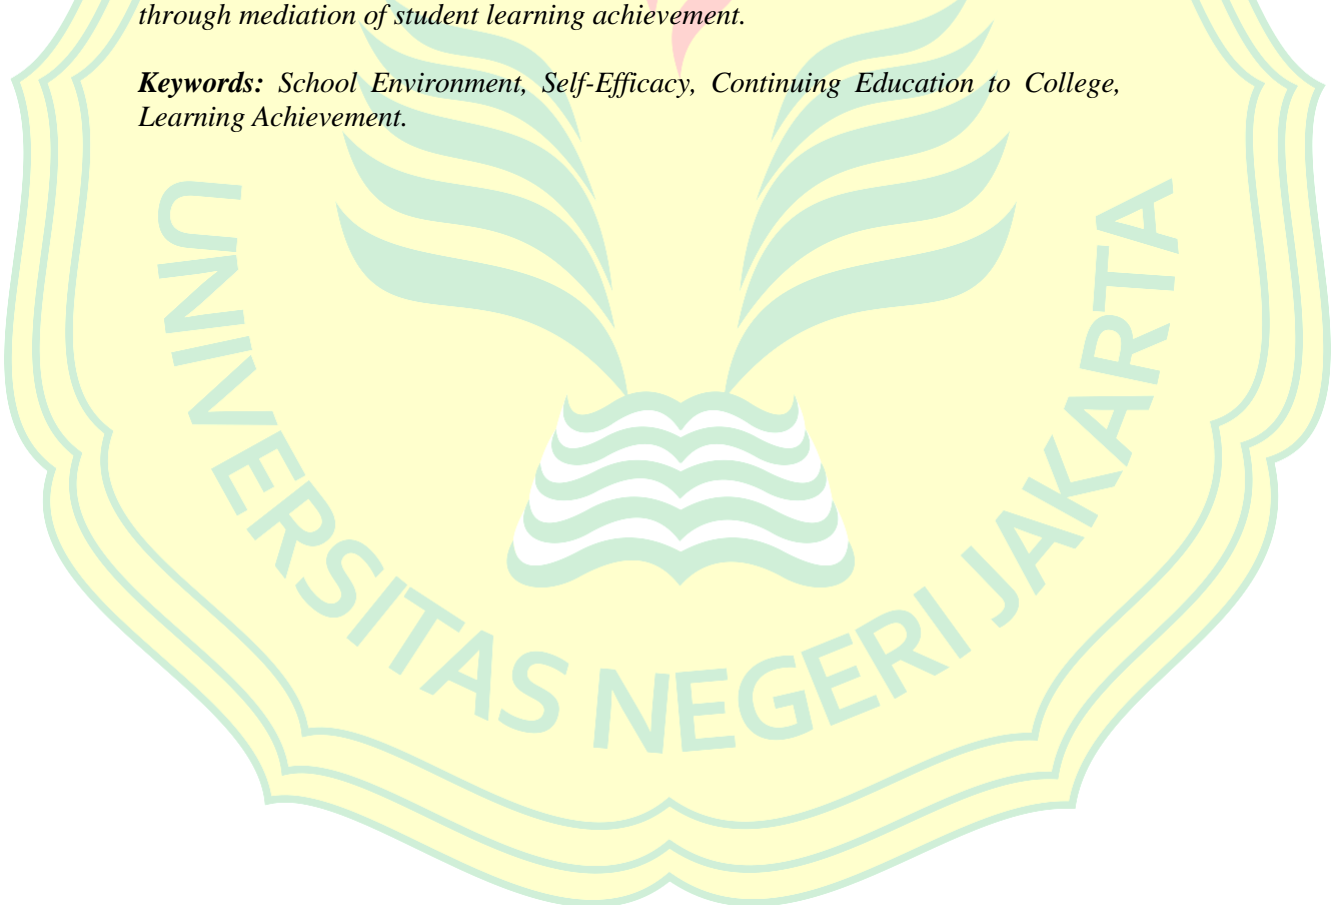 through mediation of student learning achievement.
Keywords: School Environment, Self-Efficacy, Continuing Education to College,
Learning Achievement.
UNIVERSITAS NEGERI JAKARTA